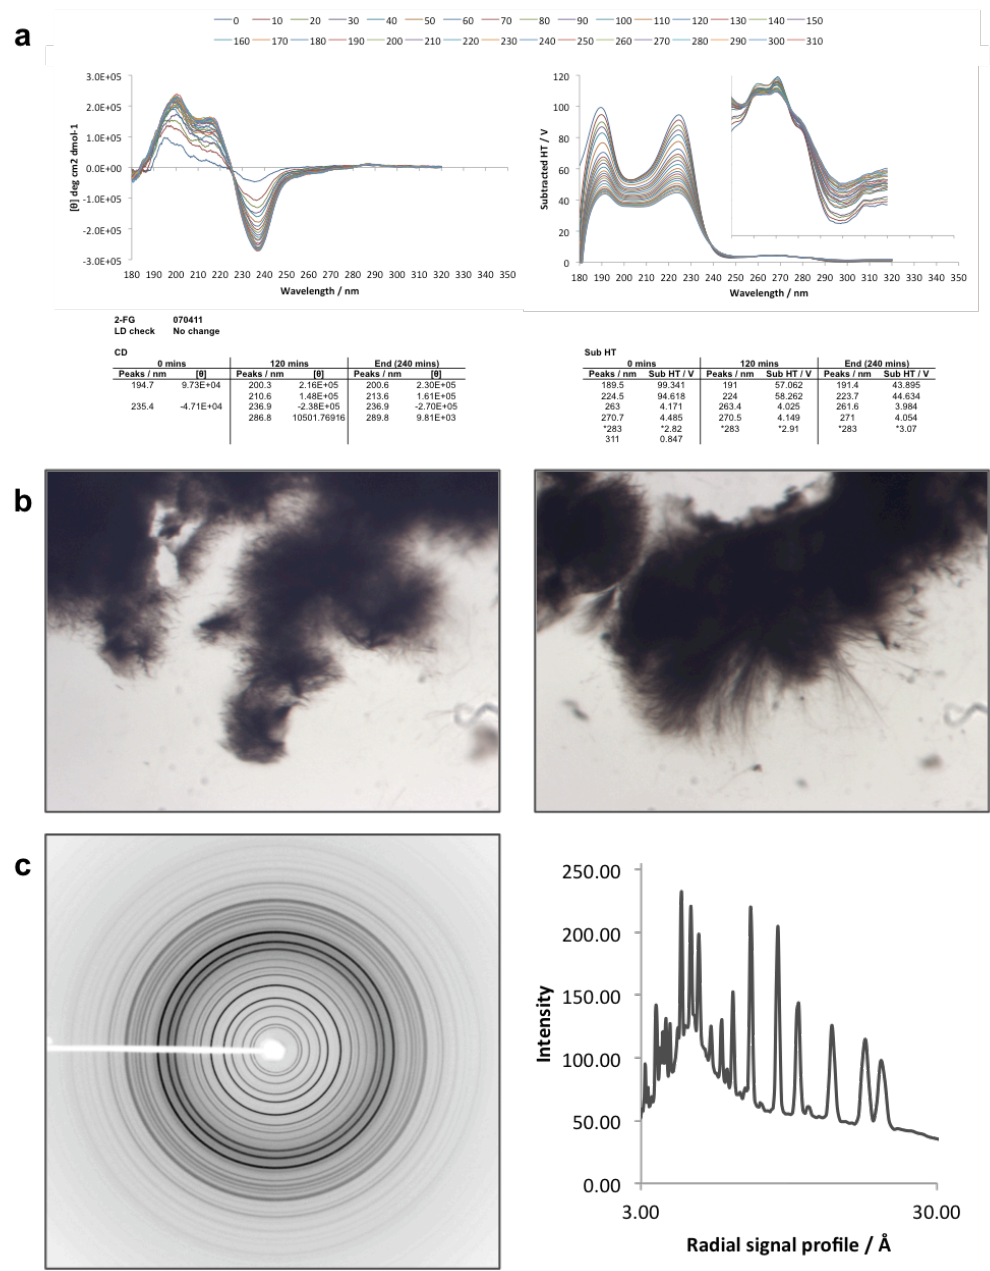 a
0 10 20 30 40 50 60 70 80 90 100 110 120 130 140 150
160 170 180 190 200 210 220 230 240 250 260 270 280 290 300 310
3.0E+05
2.0E+05
1.0E+05
0.0E+00
-1.0E+05
-2.0E+05
-3.0E+05
[θ] deg cm2 dmol-1
180 190 200 210 220 230 240 250 260 270 280 290 300 310 320 330 340 350
Wavelength / nm
120
100
80
60
40
20
0
Subtracted HT / V
180 190 200 210 220 230 240 250 260 270 280 290 300 310 320 330 340 350
Wavelength / nm
2-FG 070411
LD check No change
CD
0 mins 120 mins End (240 mins)
Peaks / nm [θ] Peaks / nm [θ] Peaks / nm [θ]
194.7 9.73E+04 200.3 2.16E+05 200.6 2.30E+05
210.6 1.48E+05 213.6 1.61E+05
235.4 -4.71E+04 236.9 -2.38E+05 236.9 -2.70E+05
286.8 10501.76916 289.8 9.81E+03
Sub HT
0 mins 120 mins End (240 mins)
Peaks / nm Sub HT / V Peaks / nm Sub HT / V Peaks / nm Sub HT / V
189.5 99.341 191 57.062 191.4 43.895
224.5 94.618 224 58.262 223.7 44.634
263 4.171 263.4 4.025 261.6 3.984
270.7 4.485 270.5 4.149 271 4.054
*283 *2.82 *283 *2.91 *283 *3.07
311 0.847
b
c
250.00
200.00
150.00
100.00
50.00
0.00
Intensity
3.00 30.00
Radial signal profile / Å